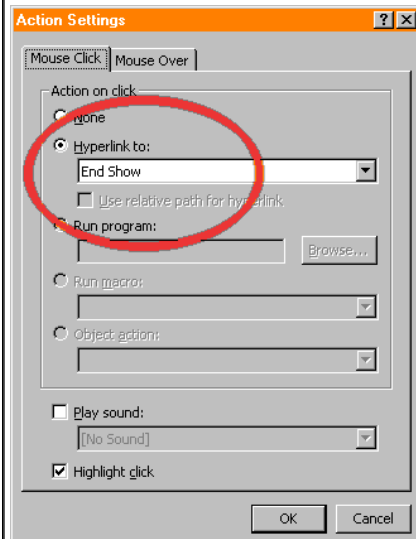 Action Settings
Mouse Click Mouse Over
Action on click
None
Hyperlink to:
End Show
Use relative path for hyperlink
Run program:
Browse...
Run macro:
Object action:
Play sound:
[No Sound]
Highlight click
OK Cancel